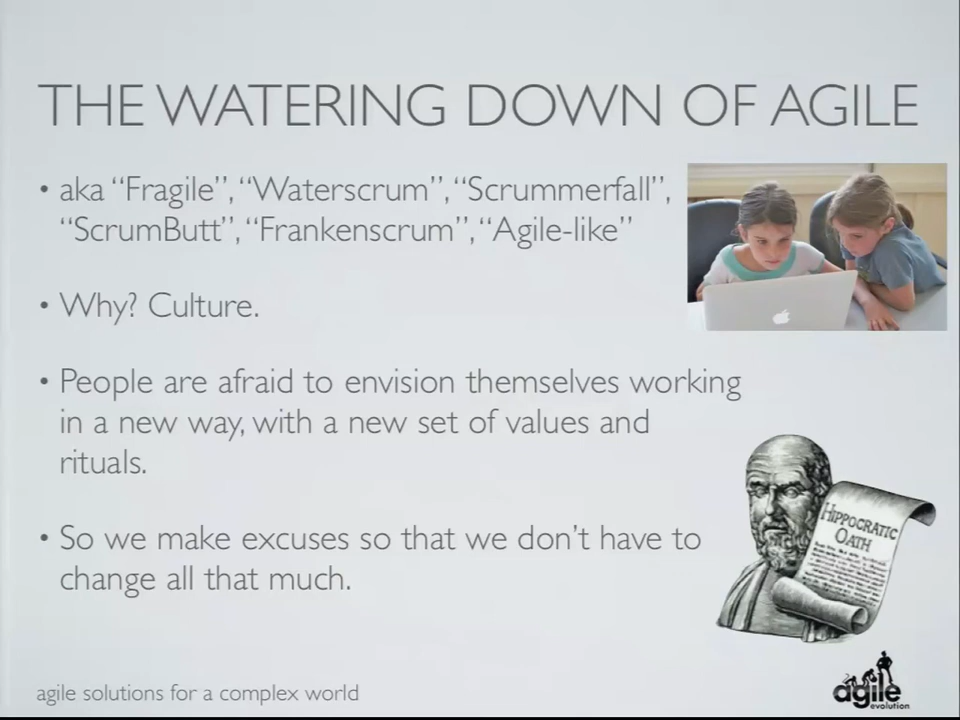 THE WATERING DOWN OF AGILE
• aka “Fragile”, “Waterscrum”, “Scrummerfall”,
“ScrumButt”, “Frankenscrum”, “Agile-like”
• Why? Culture.
• People are afraid to envision themselves working
in a new way, with a new set of values and
rituals.
• So we make excuses so that we don’t have to
change all that much.
HIPPOCRATIC
OATH
agile solutions for a complex world
agile
evolution